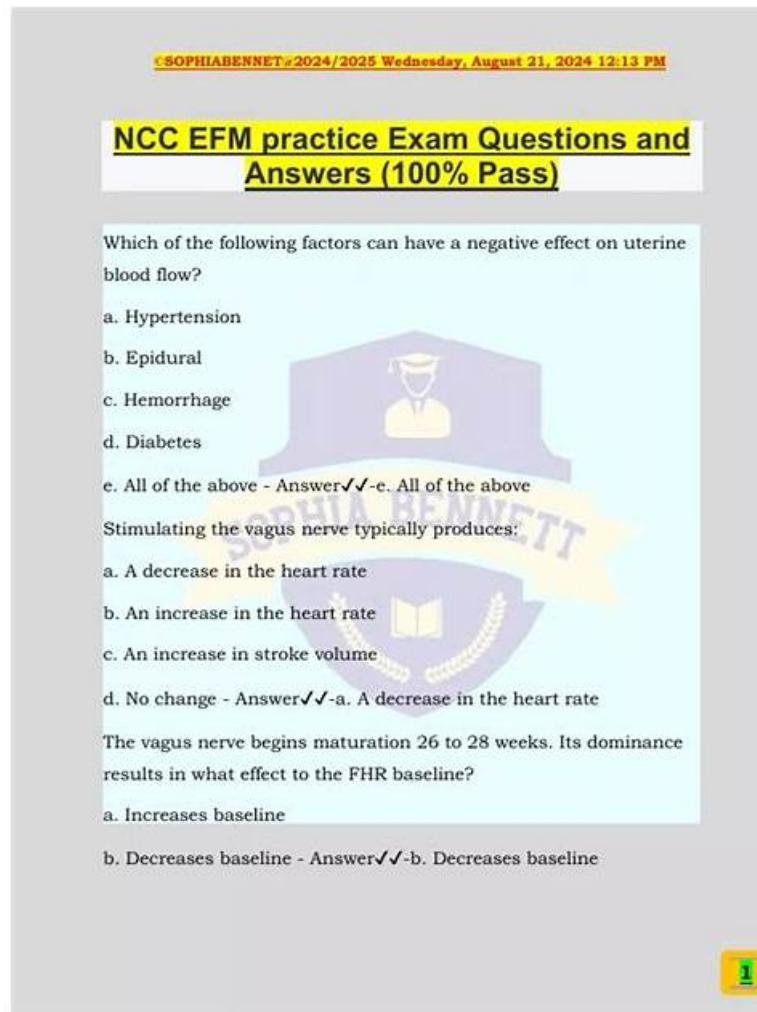 ©SOPHIABENNET@2024/2025 Wednesday, August 21, 2024 12:13 PM
NCC EFM practice Exam Questions and
Answers (100% Pass)
Which of the following factors can have a negative effect on uterine
blood flow?
a. Hypertension
b. Epidural
c. Hemorrhage
d. Diabetes
e. All of the above - Answer✓✓-e. All of the above
SOPHIA BENNETT
Stimulating the vagus nerve typically produces:
a. A decrease in the heart rate
b. An increase in the heart rate
c. An increase in stroke volume
d. No change - Answer✓✓-a. A decrease in the heart rate
The vagus nerve begins maturation 26 to 28 weeks. Its dominance
results in what effect to the FHR baseline?
a. Increases baseline
b. Decreases baseline - Answer✓✓-b. Decreases baseline
1